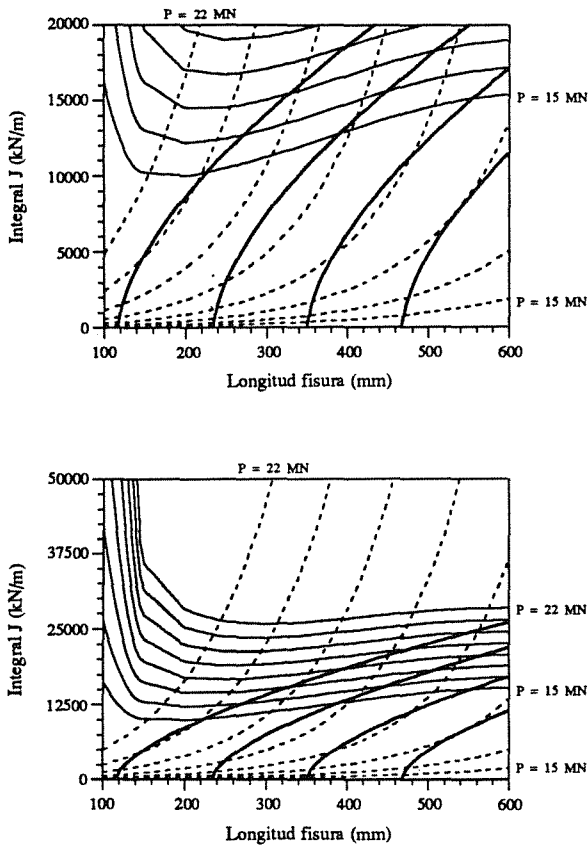 P = 22 MN
20000
15000
10000
5000
0
Integral J (kN/m)
P = 15 MN
P = 15 MN
100 200 300 400 500 600
Longitud fisura (mm)
P = 22 MN
50000
37500
25000
12500
0
Integral J (kN/m)
P = 22 MN
P = 15 MN
P = 15 MN
100 200 300 400 500 600
Longitud fisura (mm)